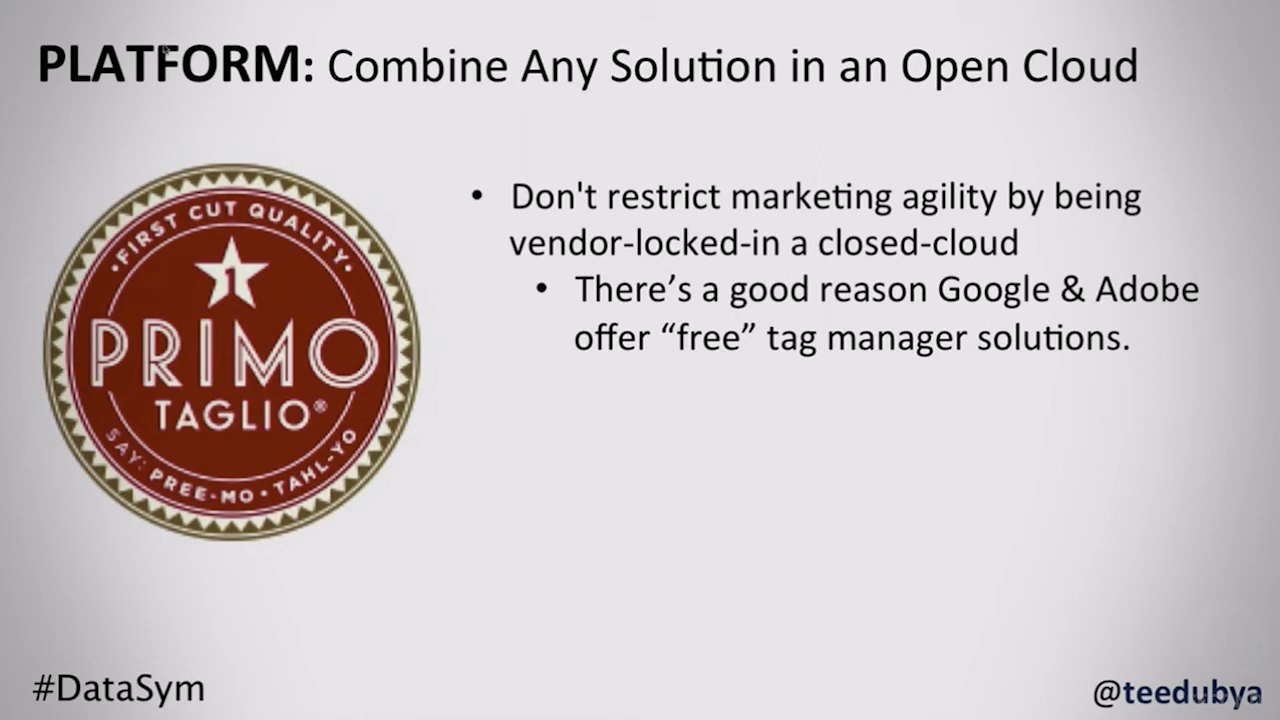 PLATFORM: Combine Any Solution in an Open Cloud
• Don't restrict marketing agility by being
vendor-locked-in a closed-cloud
• There’s a good reason Google & Adobe
offer “free” tag manager solutions.
• FIRST CUT QUALITY •
1
PRIMO
TAGLIO®
SAY: PREE-MO • TAHL-YO
#DataSym
@teedubya